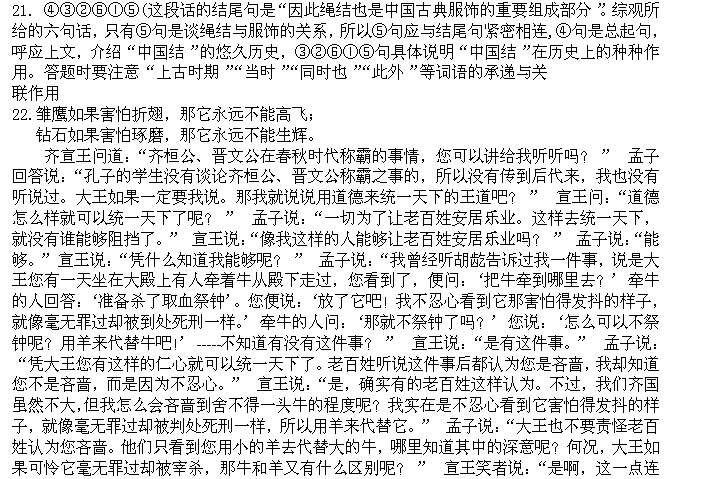 21. ④③②⑥①⑤(这段话的结尾句是“因此绳结也是中国古典服饰的重要组成部分 ”。综观所
给的六句话，只有⑤句是谈绳结与服饰的关系，所以⑤句应与结尾句紧密相连,④句是总起句，
呼应上文，介绍“中国结 ”的悠久历史，③②⑥①⑤句具体说明“中国结 ”在历史上的种种作
用。答题时要注意“上古时期 ”“当时 ”“同时也 ”“此外 ”等词语的承递与关
联作用
22.雏鹰如果害怕折翅，那它永远不能高飞；
钻石如果害怕琢磨，那它永远不能生辉。
齐宣王问道：“齐桓公、晋文公在春秋时代称霸的事情，您可以讲给我听听吗？ ” 孟子
回答说：“孔子的学生没有谈论齐桓公、晋文公称霸之事的，所以没有传到后代来，我也没有
听说过。大王如果一定要我说。那我就说说用道德来统一天下的王道吧？ ” 宣王问：“道德
怎么样就可以统一天下了呢？ ” 孟子说：“一切为了让老百姓安居乐业。这样去统一天下，
就没有谁能够阻挡了。” 宣王说：“像我这样的人能够让老百姓安居乐业吗？ ” 孟子说：“能
够。” 宣王说：“凭什么知道我能够呢？ ” 孟子说：“我曾经听胡龁告诉过我一件事，说是大
王您有一天坐在大殿上有人牵着牛从殿下走过，您看到了，便问：‘把牛牵到哪里去？’ 牵牛
的人回答：‘准备杀了取血祭钟’。您便说：‘放了它吧！我不忍心看到它那害怕得发抖的样子，
就像毫无罪过却被到处死刑一样。’ 牵牛的人问：‘那就不祭钟了吗？’ 您说：‘怎么可以不祭
钟呢？用羊来代替牛吧！’ -----不知道有没有这件事？ ” 宣王说：“是有这件事。” 孟子说：
“凭大王您有这样的仁心就可以统一天下了。老百姓听说这件事后都认为您是吝啬，我却知道
您不是吝啬，而是因为不忍心。” 宣王说：“是，确实有的老百姓这样认为。不过，我们齐国
虽然不大,但我怎么会吝啬到舍不得一头牛的程度呢？我实在是不忍心看到它害怕得发抖的样
子，就像毫无罪过却被判处死刑一样，所以用羊来代替它。” 孟子说：“大王也不要责怪老百
姓认为您吝啬。他们只看到您用小的羊去代替大的牛，哪里知道其中的深意呢？何况，大王如
果可怜它毫无罪过却被宰杀，那牛和羊又有什么区别呢？ ” 宣王笑者说：“是啊，这一点连